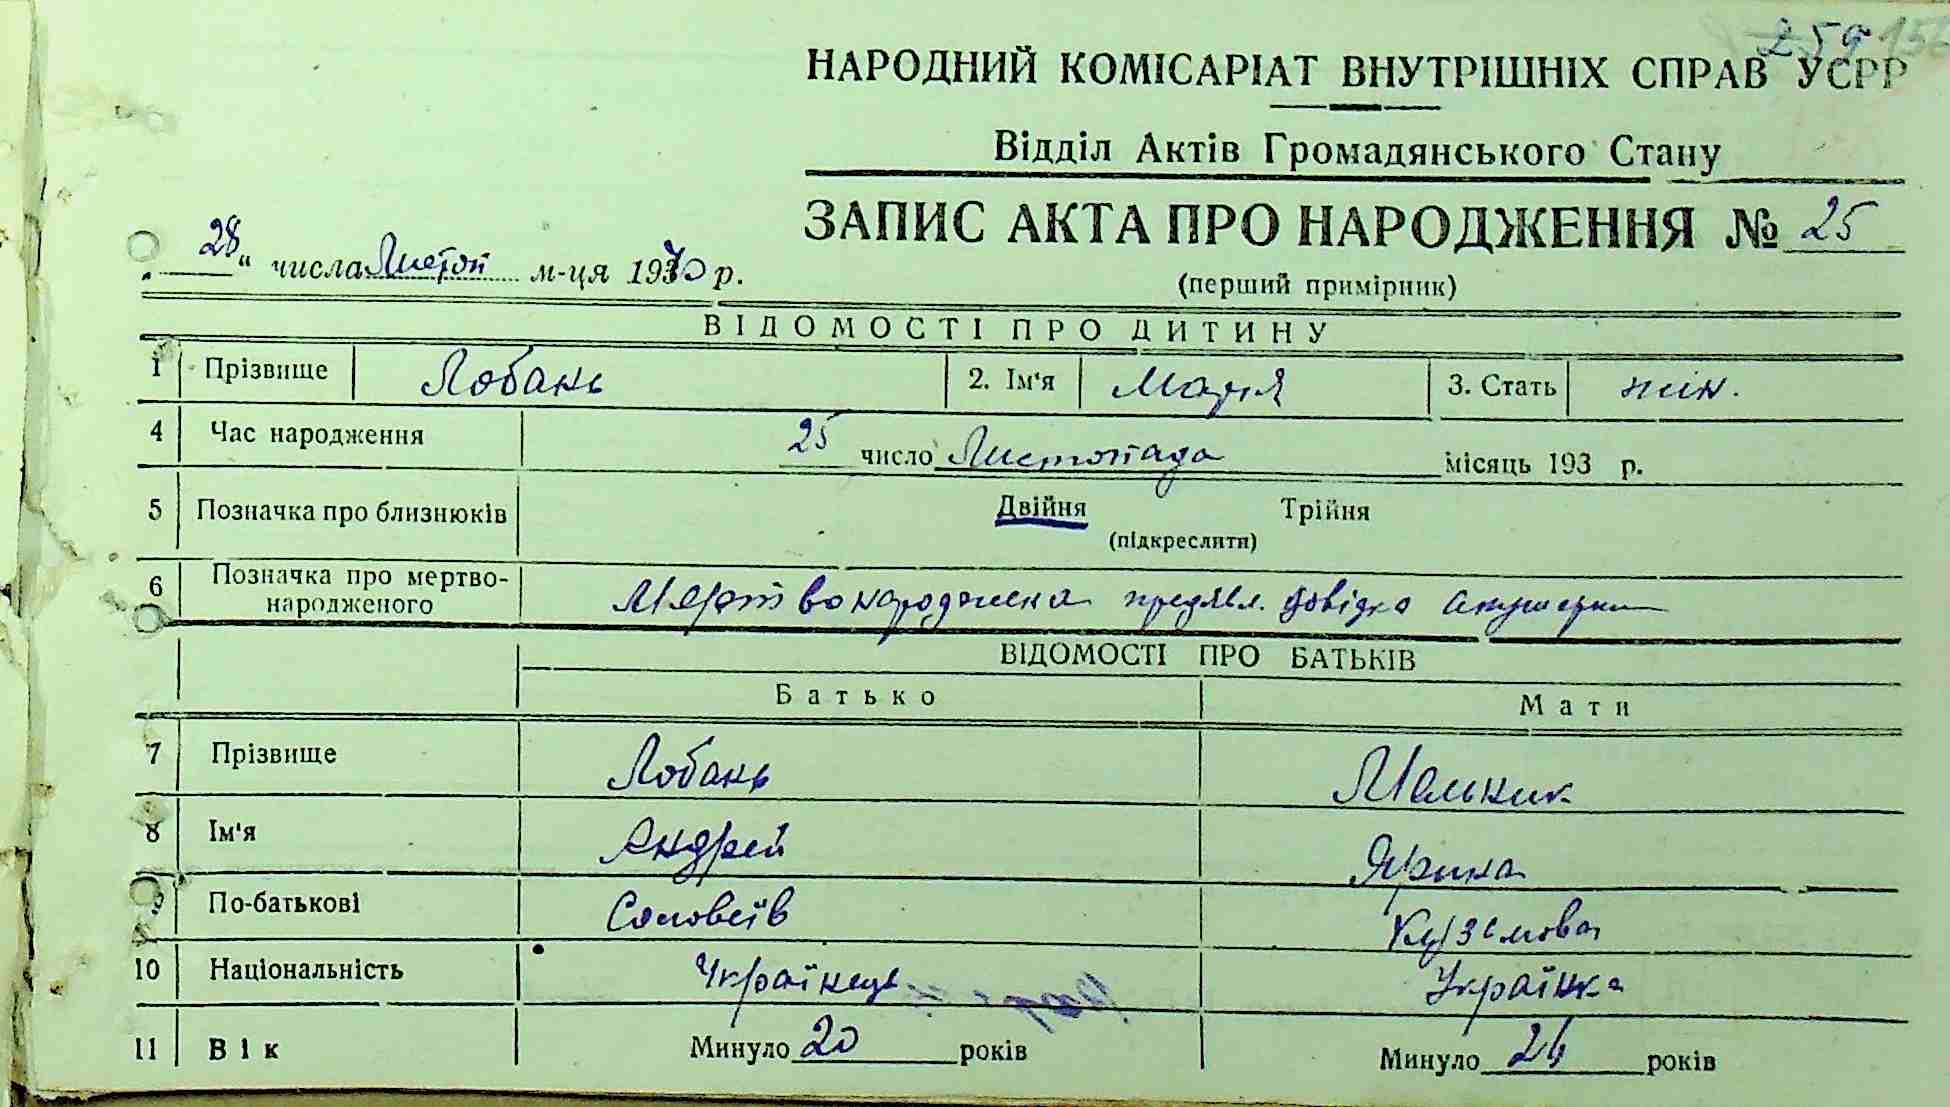 259 156
НАРОДНИЙ КОМІСАРІАТ ВНУТРІШНІХ СПРАВ УСРР
Відділ Актів Громадянського Стану
ЗАПИС АКТА ПРО НАРОДЖЕННЯ № 25
„28“ числа Листоп м-ця 193 р.
(перший примірник)
ВІДОМОСТІ ПРО ДИТИНУ
1 Прізвище Лобань 2. Ім'я Марія 3. Стать жін.
4 Час народження 25 число Листопада місяць 193 р.
5 Позначка про близнюків Двійня Трійня
(підкреслити)
6 Позначка про мертво-
народженого Мертвонароджена предявл. довідка акушерки
ВІДОМОСТІ ПРО БАТЬКІВ
Батько Мати
7 Прізвище Лобань Мельник
8 Ім'я Андрей Ярина
9 По-батькові Соловеїв Кузьмова
10 Національність Українець Українка
11 Вік Минуло 20 років Минуло років